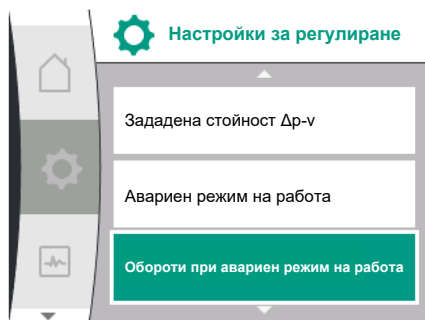 Настройки за регулиране
Зададена стойност Δp-v
Авариен режим на работа
Обороти при авариен режим на работа